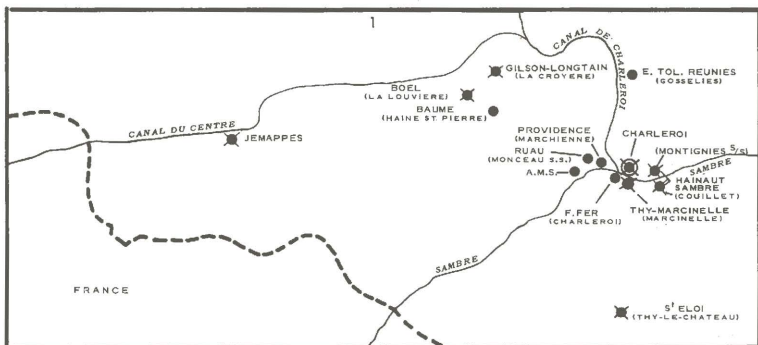 1
CANAL DE CHARLEROI
GILSON-LONGTAIN
(LA CROYERE)
E. TOL. REUNIES
(GOSSELIES)
BOEL
(LA LOUVIERE)
BAUME
(HAINE ST. PIERRE)
CANAL DU CENTRE
JEMAPPES
PROVIDENCE
(MARCHIENNE)
CHARLEROI
RUAU
(MONCEAU S.S.)
(MONTIGNIES S/S)
SAMBRE
A.M.S.
HAINAUT
SAMBRE
(COUILLET)
F. FER
(CHARLEROI)
THY-MARCINELLE
(MARCINELLE)
SAMBRE
FRANCE
St ELOI
(THY-LE-CHATEAU)